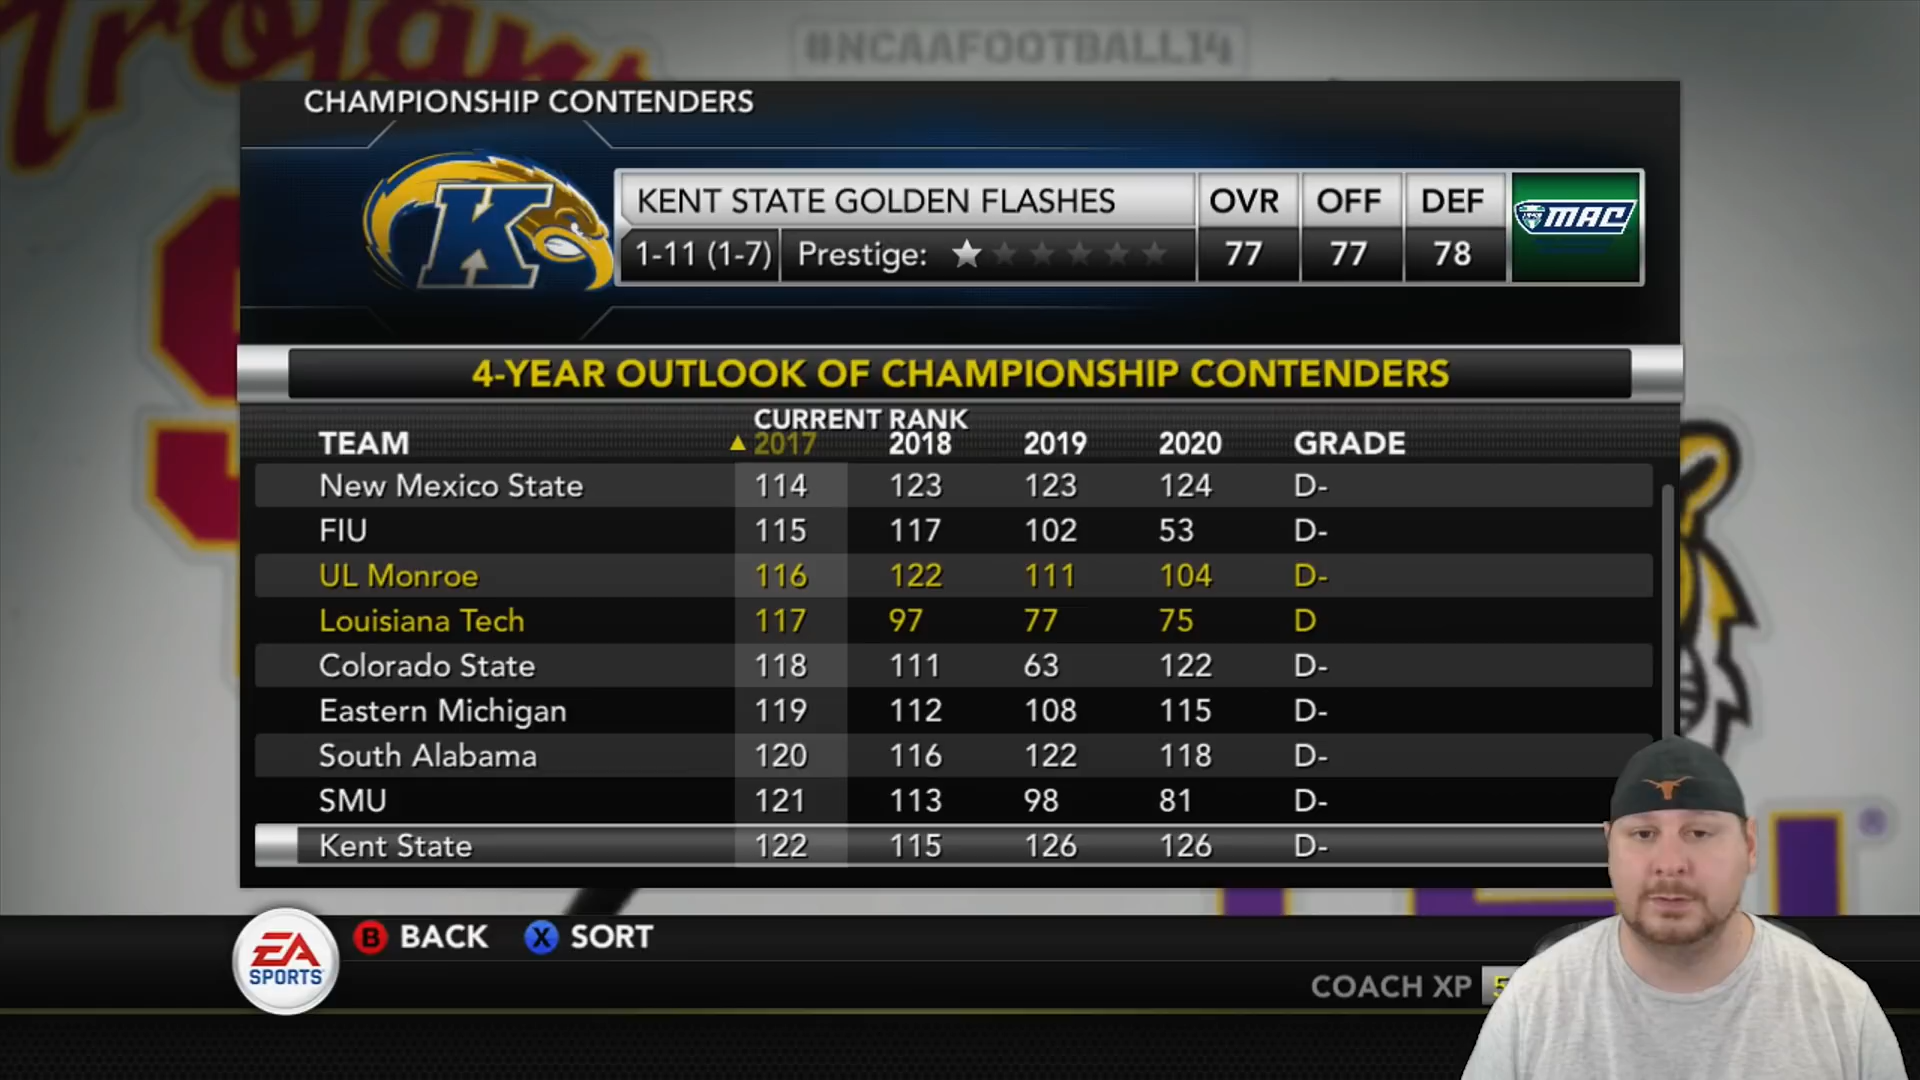 Trojans
#NCAAFOOTBALL14
CHAMPIONSHIP CONTENDERS
K
KENT STATE GOLDEN FLASHES OVR OFF DEF
MAC
1-11 (1-7) Prestige: 77 77 78
4-YEAR OUTLOOK OF CHAMPIONSHIP CONTENDERS
CURRENT RANK
TEAM 2017 2018 2019 2020 GRADE
New Mexico State 114 123 123 124 D-
FIU 115 117 102 53 D-
UL Monroe 116 122 111 104 D-
Louisiana Tech 117 97 77 75 D
Colorado State 118 111 63 122 D-
Eastern Michigan 119 112 108 115 D-
South Alabama 120 116 122 118 D-
SMU 121 113 98 81 D-
Kent State 122 115 126 126 D-
EA SPORTS
B BACK X SORT
COACH XP